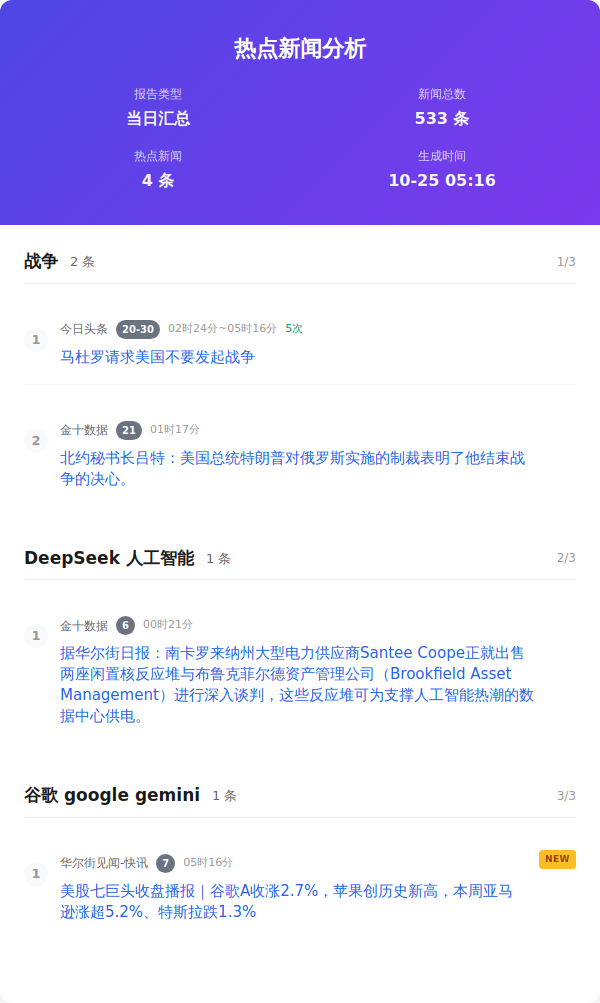 热点新闻分析
报告类型
新闻总数
当日汇总
533 条
热点新闻
生成时间
4 条
10-25 05:16
战争 2 条 1/3
1
今日头条 20-30 02时24分~05时16分 5次
马杜罗请求美国不要发起战争
2
金十数据 21 01时17分
北约秘书长吕特：美国总统特朗普对俄罗斯实施的制裁表明了他结束战
争的决心。
DeepSeek 人工智能 1 条 2/3
1
金十数据 6 00时21分
据华尔街日报：南卡罗来纳州大型电力供应商Santee Coope正就出售
两座闲置核反应堆与布鲁克菲尔德资产管理公司（Brookfield Asset
Management）进行深入谈判，这些反应堆可为支撑人工智能热潮的数
据中心供电。
谷歌 google gemini 1 条 3/3
1
华尔街见闻-快讯 7 05时16分 NEW
美股七巨头收盘播报｜谷歌A收涨2.7%，苹果创历史新高，本周亚马
逊涨超5.2%、特斯拉跌1.3%